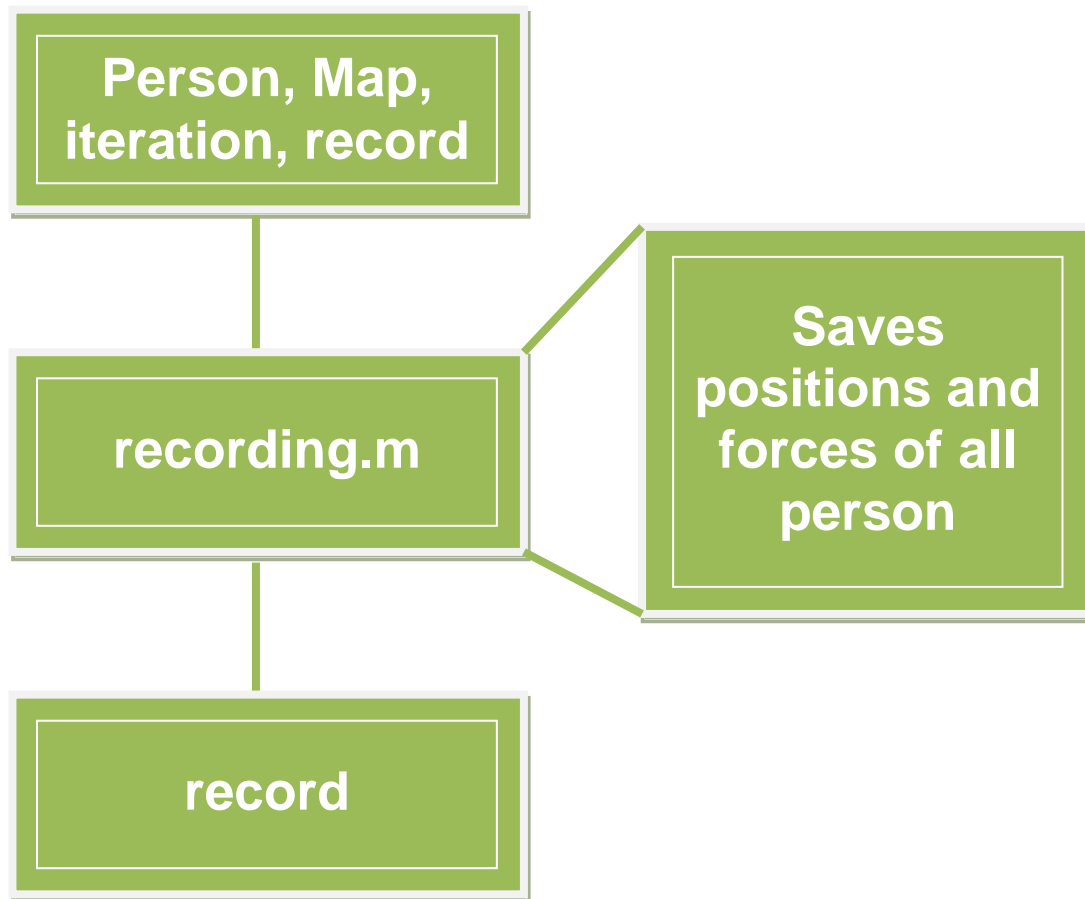 Person, Map,
iteration, record
recording.m
Saves
positions and
forces of all
person
record